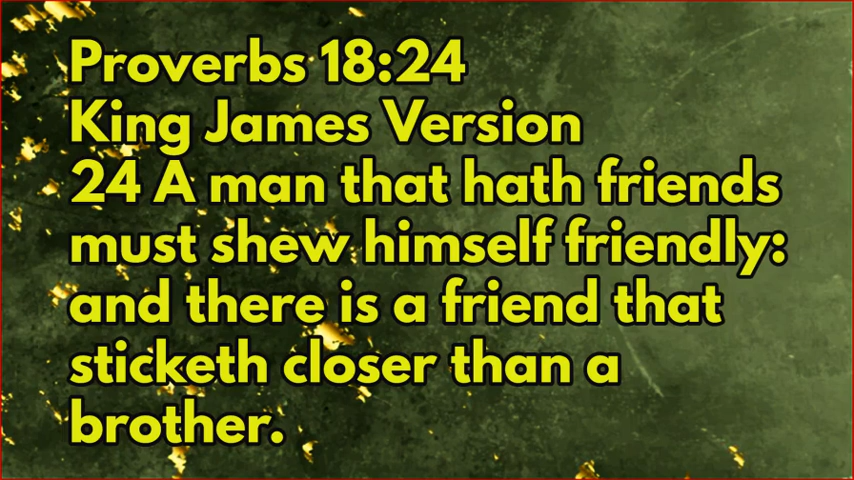 Proverbs 18:24
King James Version
24 A man that hath friends
must shew himself friendly:
and there is a friend that
sticketh closer than a
brother.